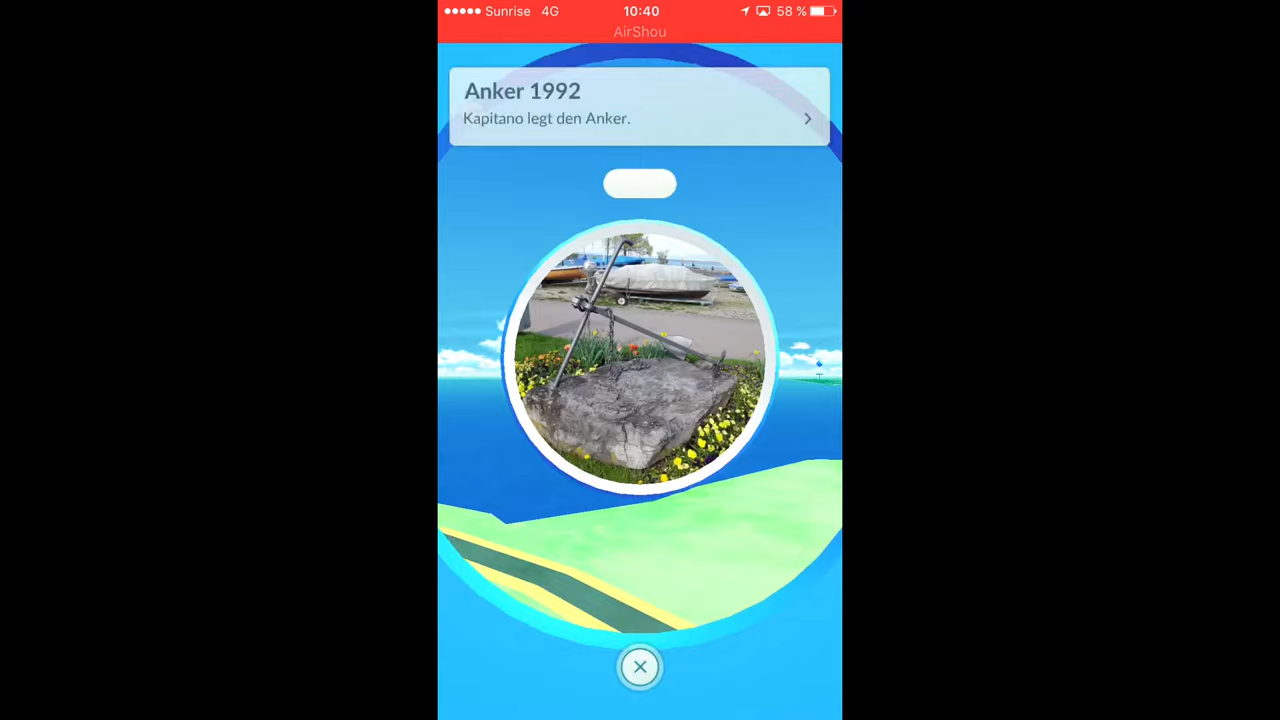 Sunrise 4G 10:40 58 %
AirShou
Anker 1992
Kapitano legt den Anker.